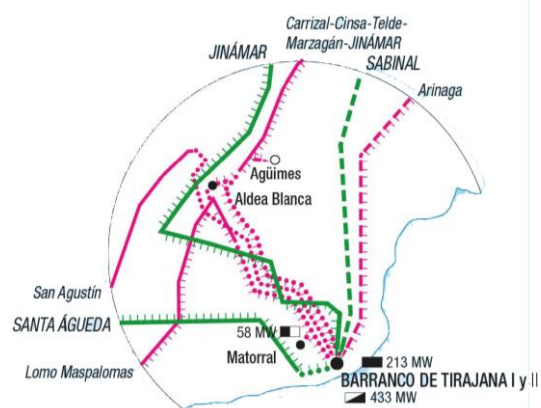 Carrizal-Cinsa-Telde-
Marzagán-JINÁMAR
JINÁMAR
SABINAL
Arinaga
Agüimes
Aldea Blanca
San Agustín
SANTA ÁGUEDA
58 MW
Matorral
Lomo Maspalomas
213 MW
BARRANCO DE TIRAJANA I y II
433 MW